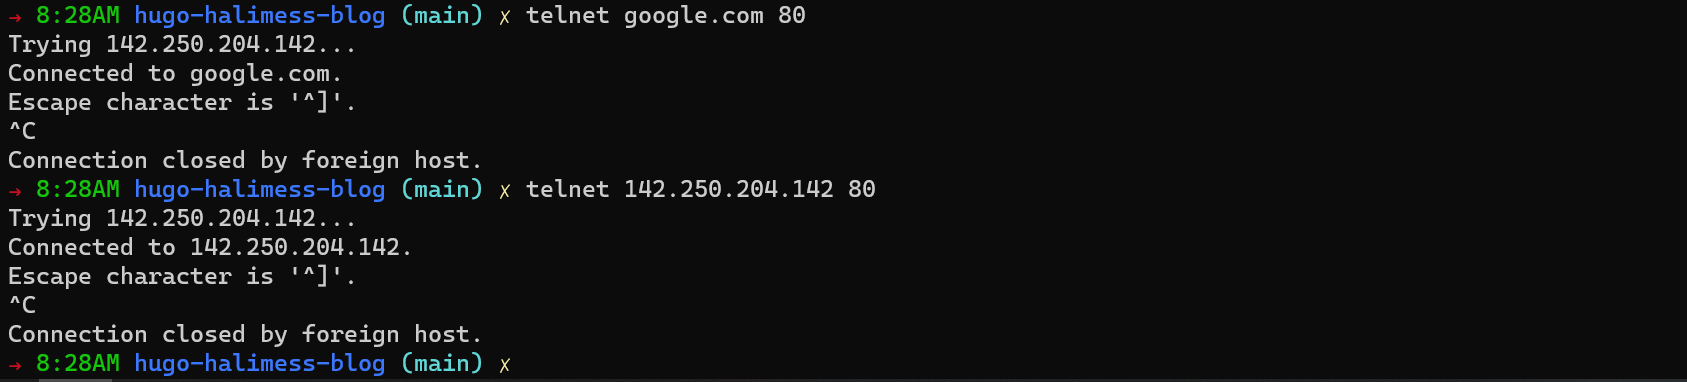 → 8:28AM hugo-halimess-blog (main) ✗ telnet google.com 80
Trying 142.250.204.142...
Connected to google.com.
Escape character is '^]'.
^C
Connection closed by foreign host.
→ 8:28AM hugo-halimess-blog (main) ✗ telnet 142.250.204.142 80
Trying 142.250.204.142...
Connected to 142.250.204.142.
Escape character is '^]'.
^C
Connection closed by foreign host.
→ 8:28AM hugo-halimess-blog (main) ✗